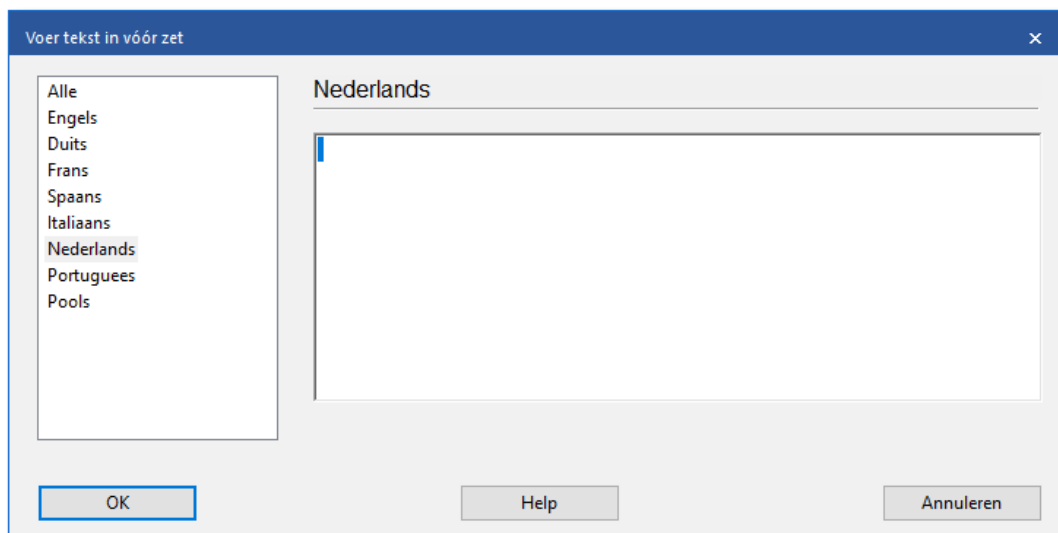 Voer tekst in vóór zet
Alle
Engels
Duits
Frans
Spaans
Italiaans
Nederlands
Portuguees
Pools
Nederlands
OK
Help
Annuleren